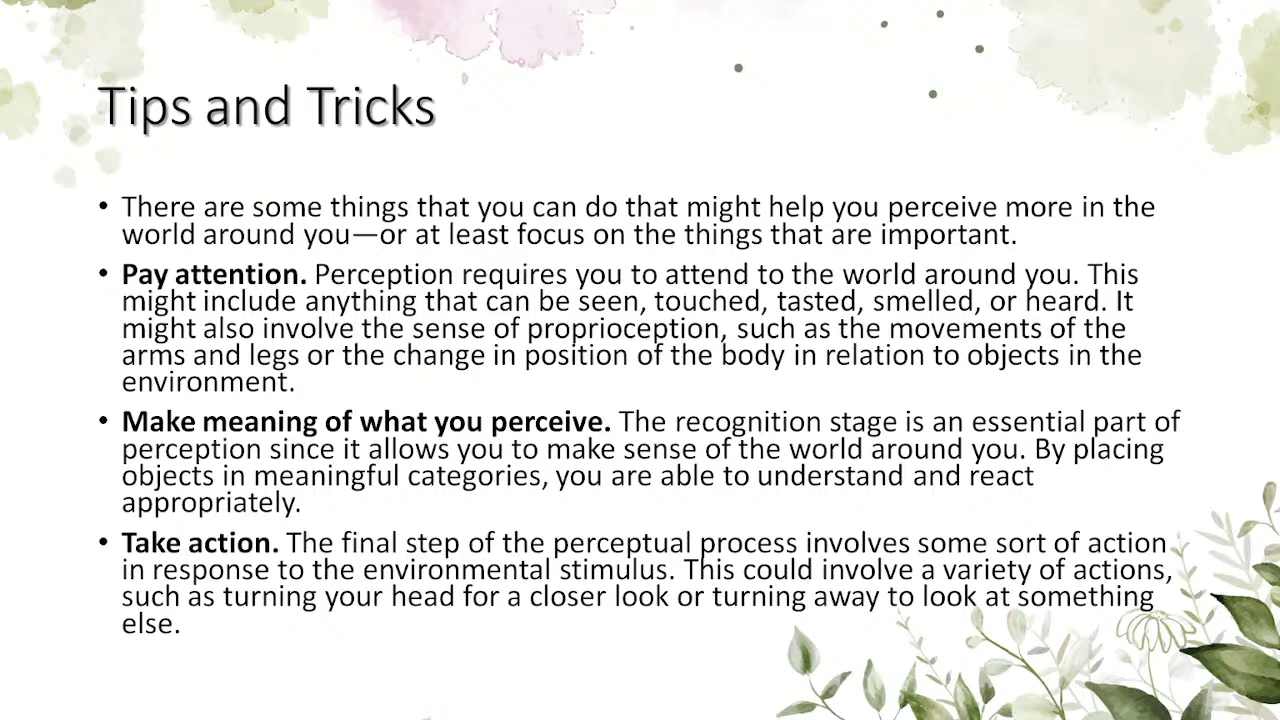 Tips and Tricks
• There are some things that you can do that might help you perceive more in the
world around you—or at least focus on the things that are important.
• Pay attention. Perception requires you to attend to the world around you. This
might include anything that can be seen, touched, tasted, smelled, or heard. It
might also involve the sense of proprioception, such as the movements of the
arms and legs or the change in position of the body in relation to objects in the
environment.
• Make meaning of what you perceive. The recognition stage is an essential part of
perception since it allows you to make sense of the world around you. By placing
objects in meaningful categories, you are able to understand and react
appropriately.
• Take action. The final step of the perceptual process involves some sort of action
in response to the environmental stimulus. This could involve a variety of actions,
such as turning your head for a closer look or turning away to look at something
else.